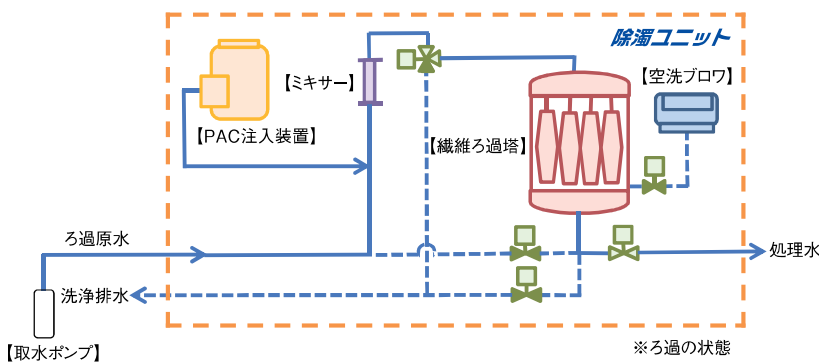 除濁ユニット
【空洗ブロワ】
【ミキサー】
【PAC注入装置】
【繊維ろ過塔】
ろ過原水
処理水
洗浄排水
【取水ポンプ】
※ろ過の状態